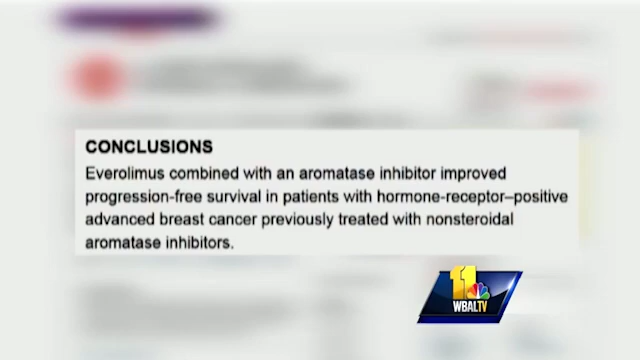 CONCLUSIONS
Everolimus combined with an aromatase inhibitor improved
progression-free survival in patients with hormone-receptor–positive
advanced breast cancer previously treated with nonsteroidal
aromatase inhibitors.
11
WBALTV